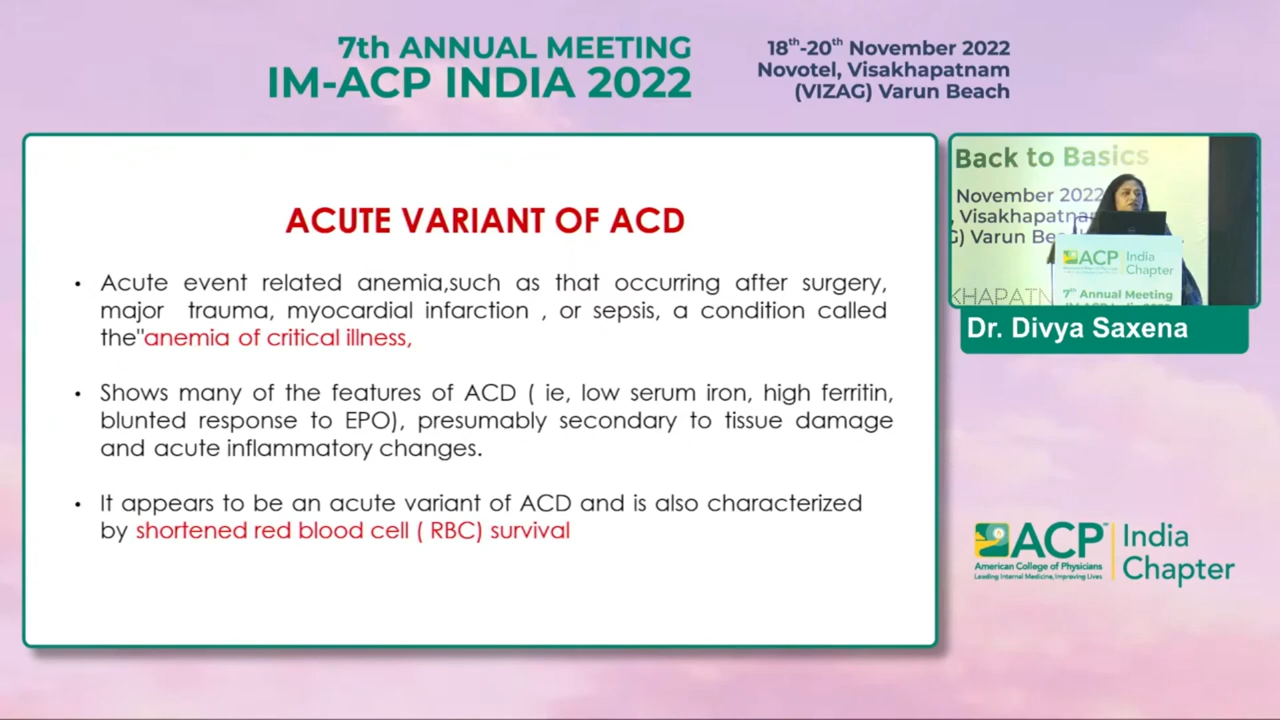 7th ANNUAL MEETING
IM-ACP INDIA 2022
18th-20th November 2022
Novotel, Visakhapatnam
(VIZAG) Varun Beach
ACUTE VARIANT OF ACD
• Acute event related anemia,such as that occurring after surgery,
major trauma, myocardial infarction , or sepsis, a condition called
the"anemia of critical illness,
• Shows many of the features of ACD ( ie, low serum iron, high ferritin,
blunted response to EPO), presumably secondary to tissue damage
and acute inflammatory changes.
• It appears to be an acute variant of ACD and is also characterized
by shortened red blood cell ( RBC) survival
Back to Basics
November 2022
, Visakhapatna
G) Varun Be
KHAPATN
ACP India
Chapter
7th Annual Meeting
Dr. Divya Saxena
ACP
American College of Physicians
Leading Internal Medicine, Improving Lives
India
Chapter